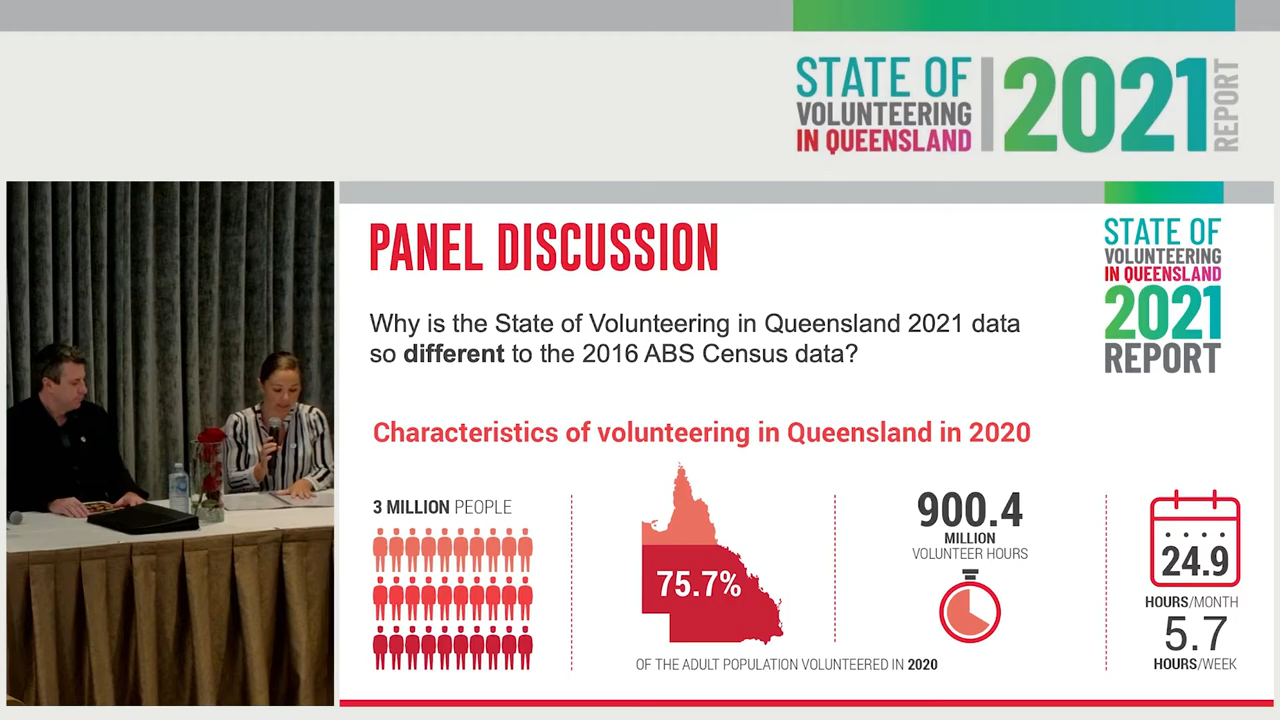 STATE OF
VOLUNTEERING
IN QUEENSLAND
2021
REPORT
PANEL DISCUSSION
Why is the State of Volunteering in Queensland 2021 data
so different to the 2016 ABS Census data?
STATE OF
VOLUNTEERING
IN QUEENSLAND
2021
REPORT
Characteristics of volunteering in Queensland in 2020
3 MILLION PEOPLE
75.7%
OF THE ADULT POPULATION VOLUNTEERED IN 2020
900.4
MILLION
VOLUNTEER HOURS
24.9
HOURS/MONTH
5.7
HOURS/WEEK